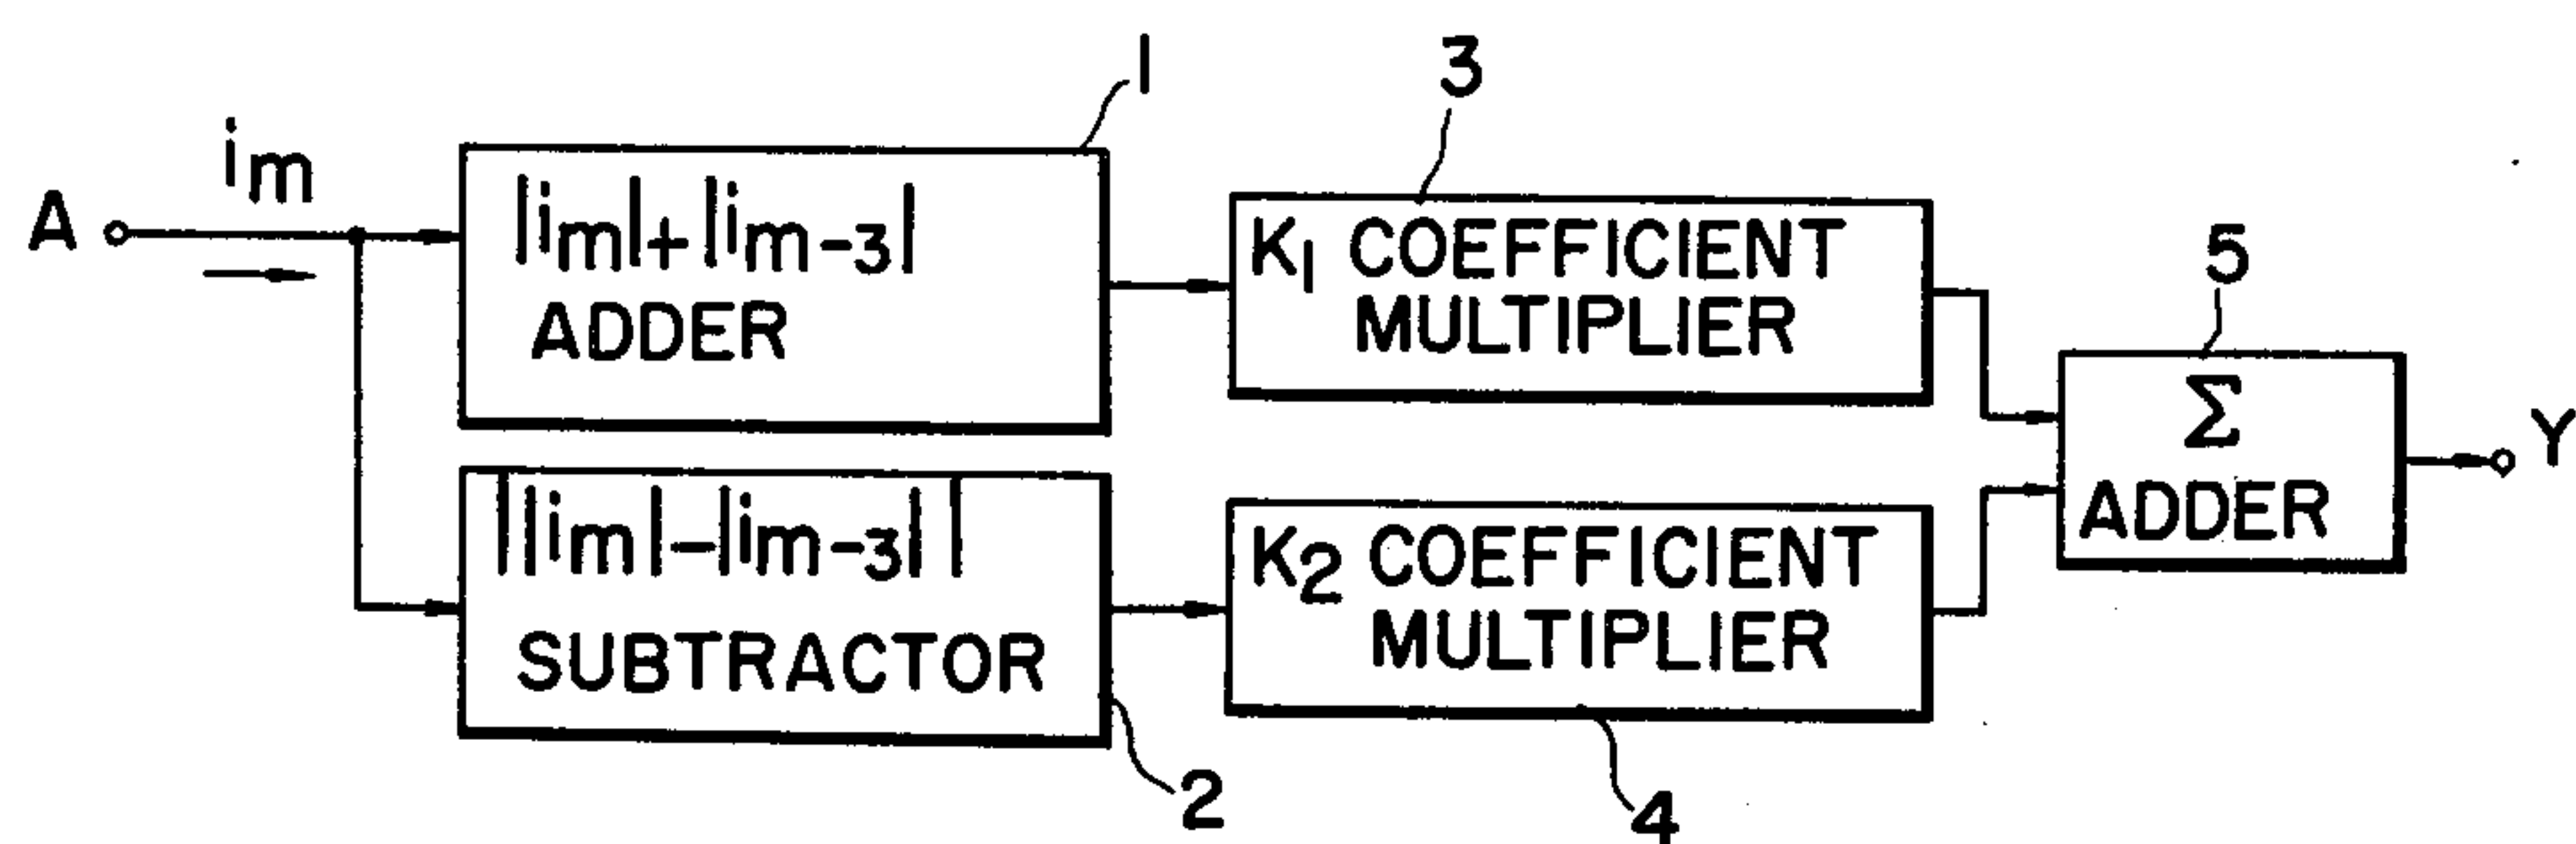 A
im
1
|im|+|im-3|
ADDER
3
K1 COEFFICIENT
MULTIPLIER
5
Σ
ADDER
Y
||im|-|im-3||
SUBTRACTOR
2
K2 COEFFICIENT
MULTIPLIER
4